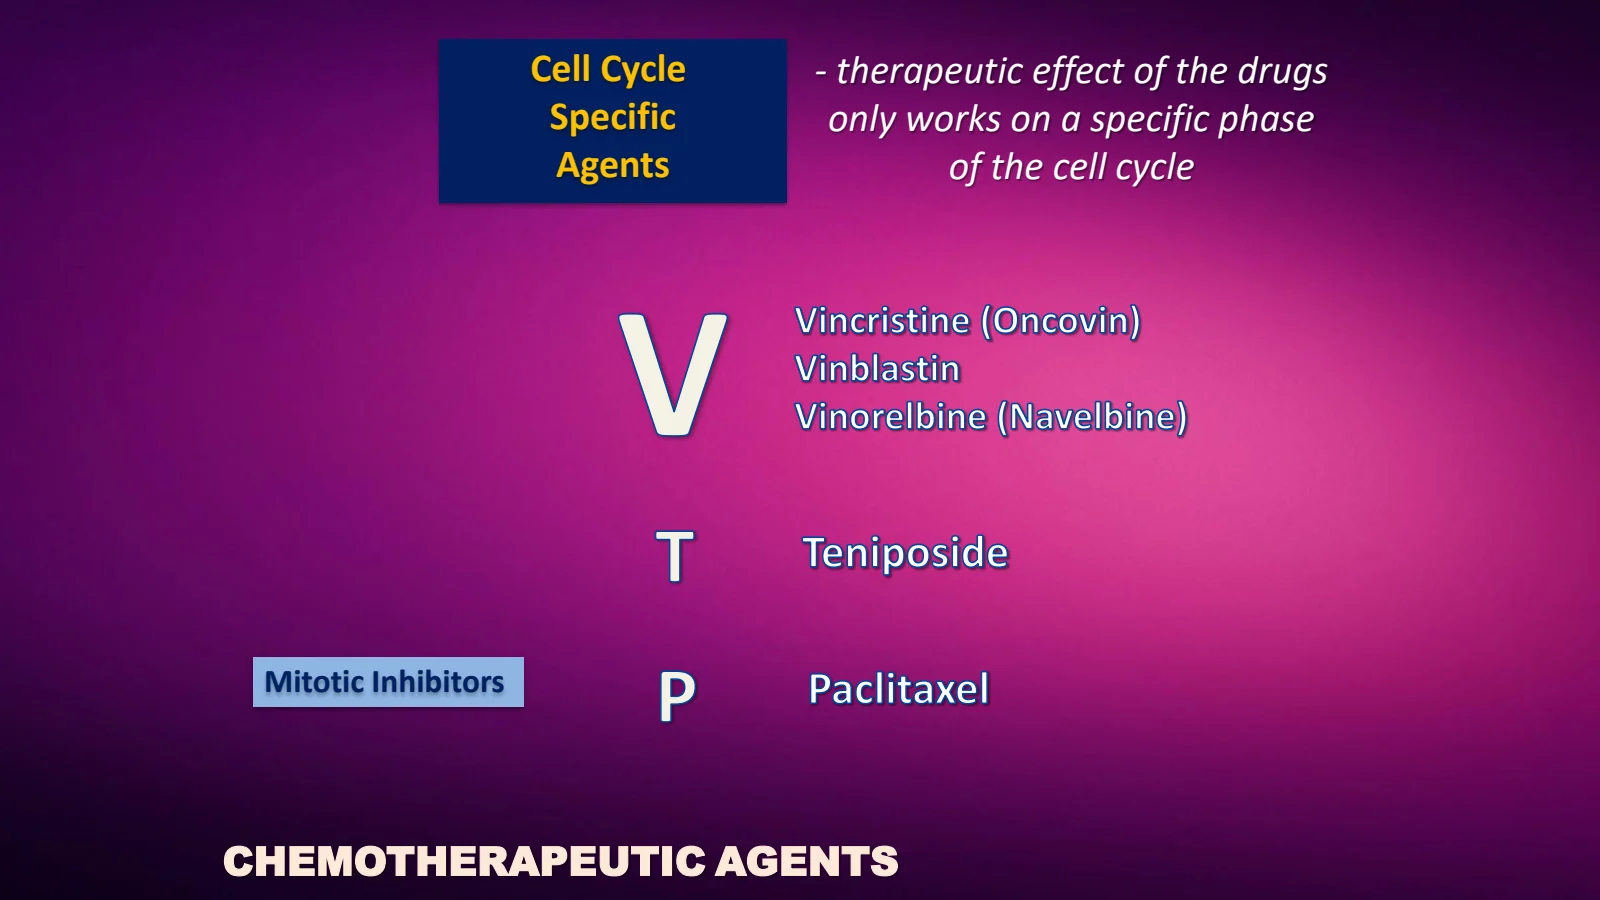 Cell Cycle
Specific
Agents
- therapeutic effect of the drugs
only works on a specific phase
of the cell cycle
V
Vincristine (Oncovin)
Vinblastin
Vinorelbine (Navelbine)
T
Teniposide
Mitotic Inhibitors
P
Paclitaxel
CHEMOTHERAPEUTIC AGENTS